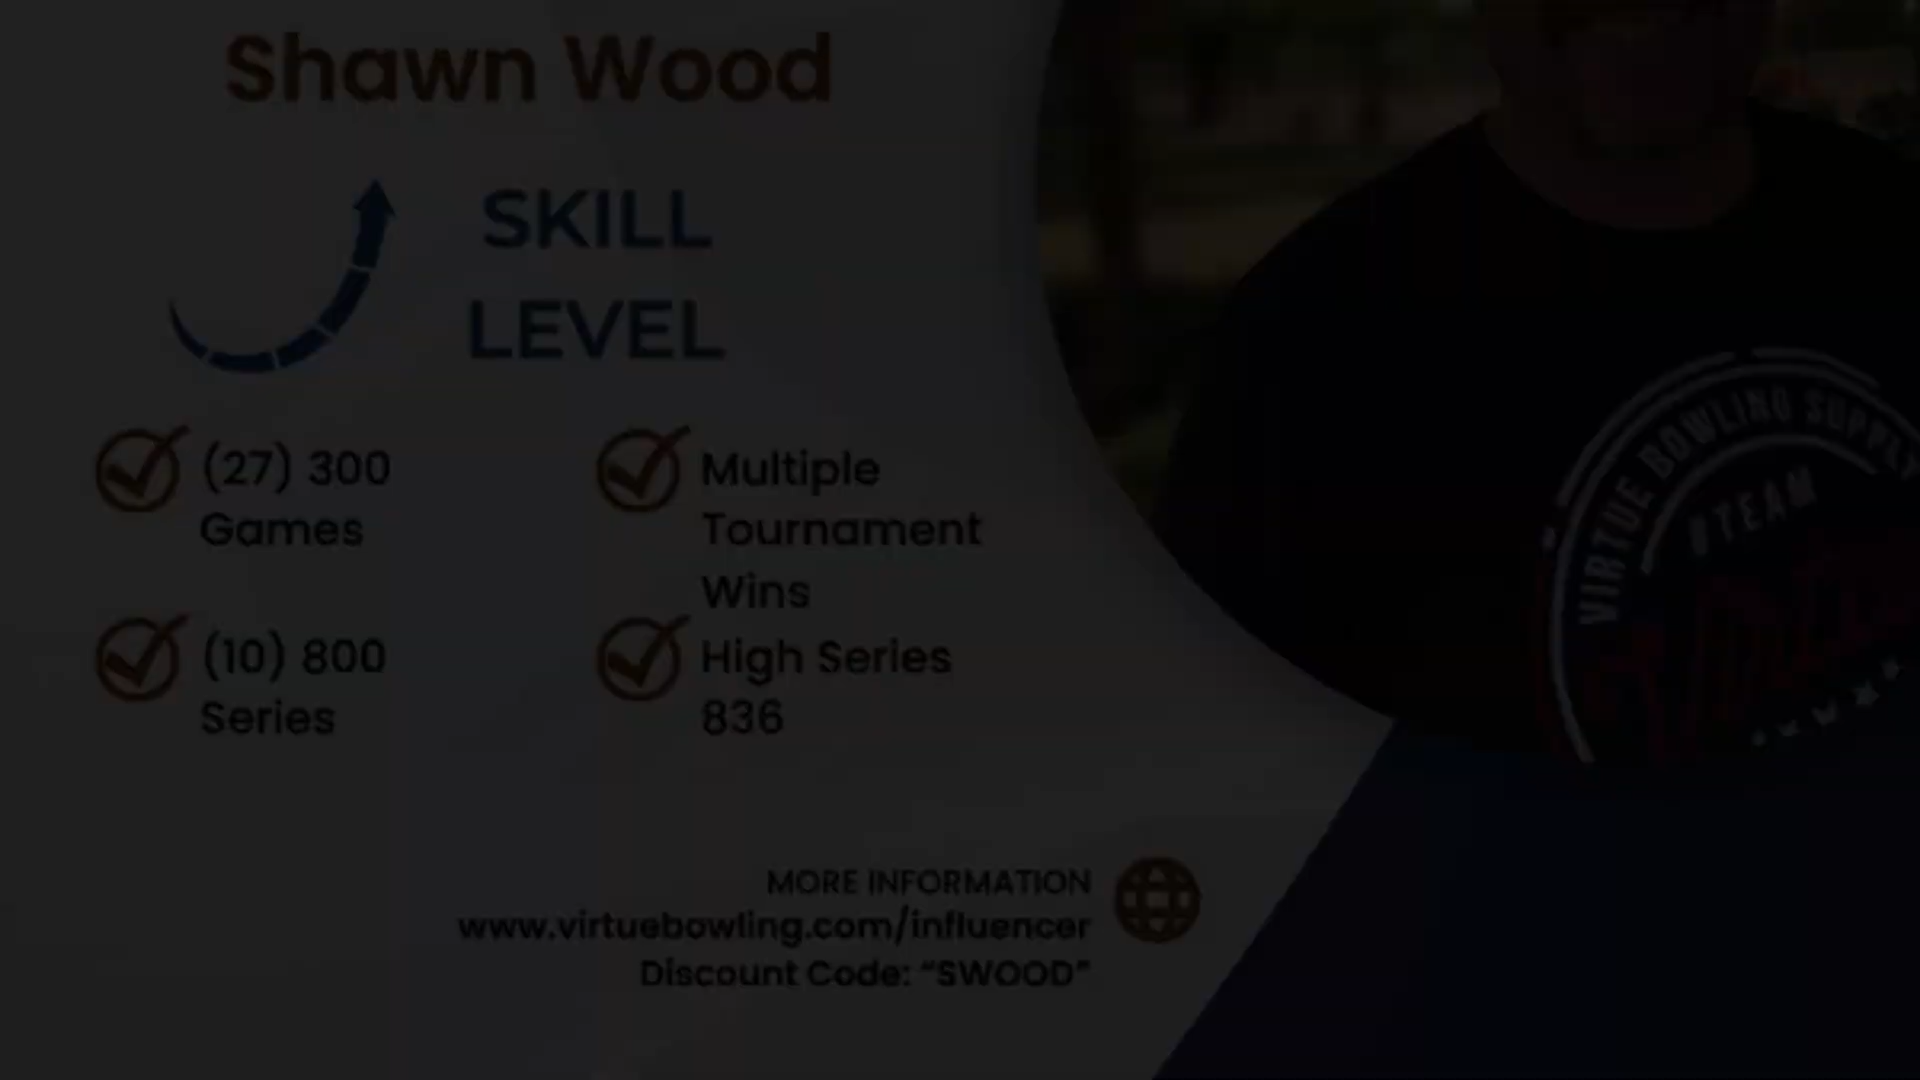 Shawn Wood
SKILL
LEVEL
(27) 300
Games
Multiple
Tournament
Wins
(10) 800
Series
High Series
836
MORE INFORMATION
www.virtuebowling.com/influencer
Discount Code: “SWOOD”
VIRTUE BOWLING SUPPLY
#TEAM